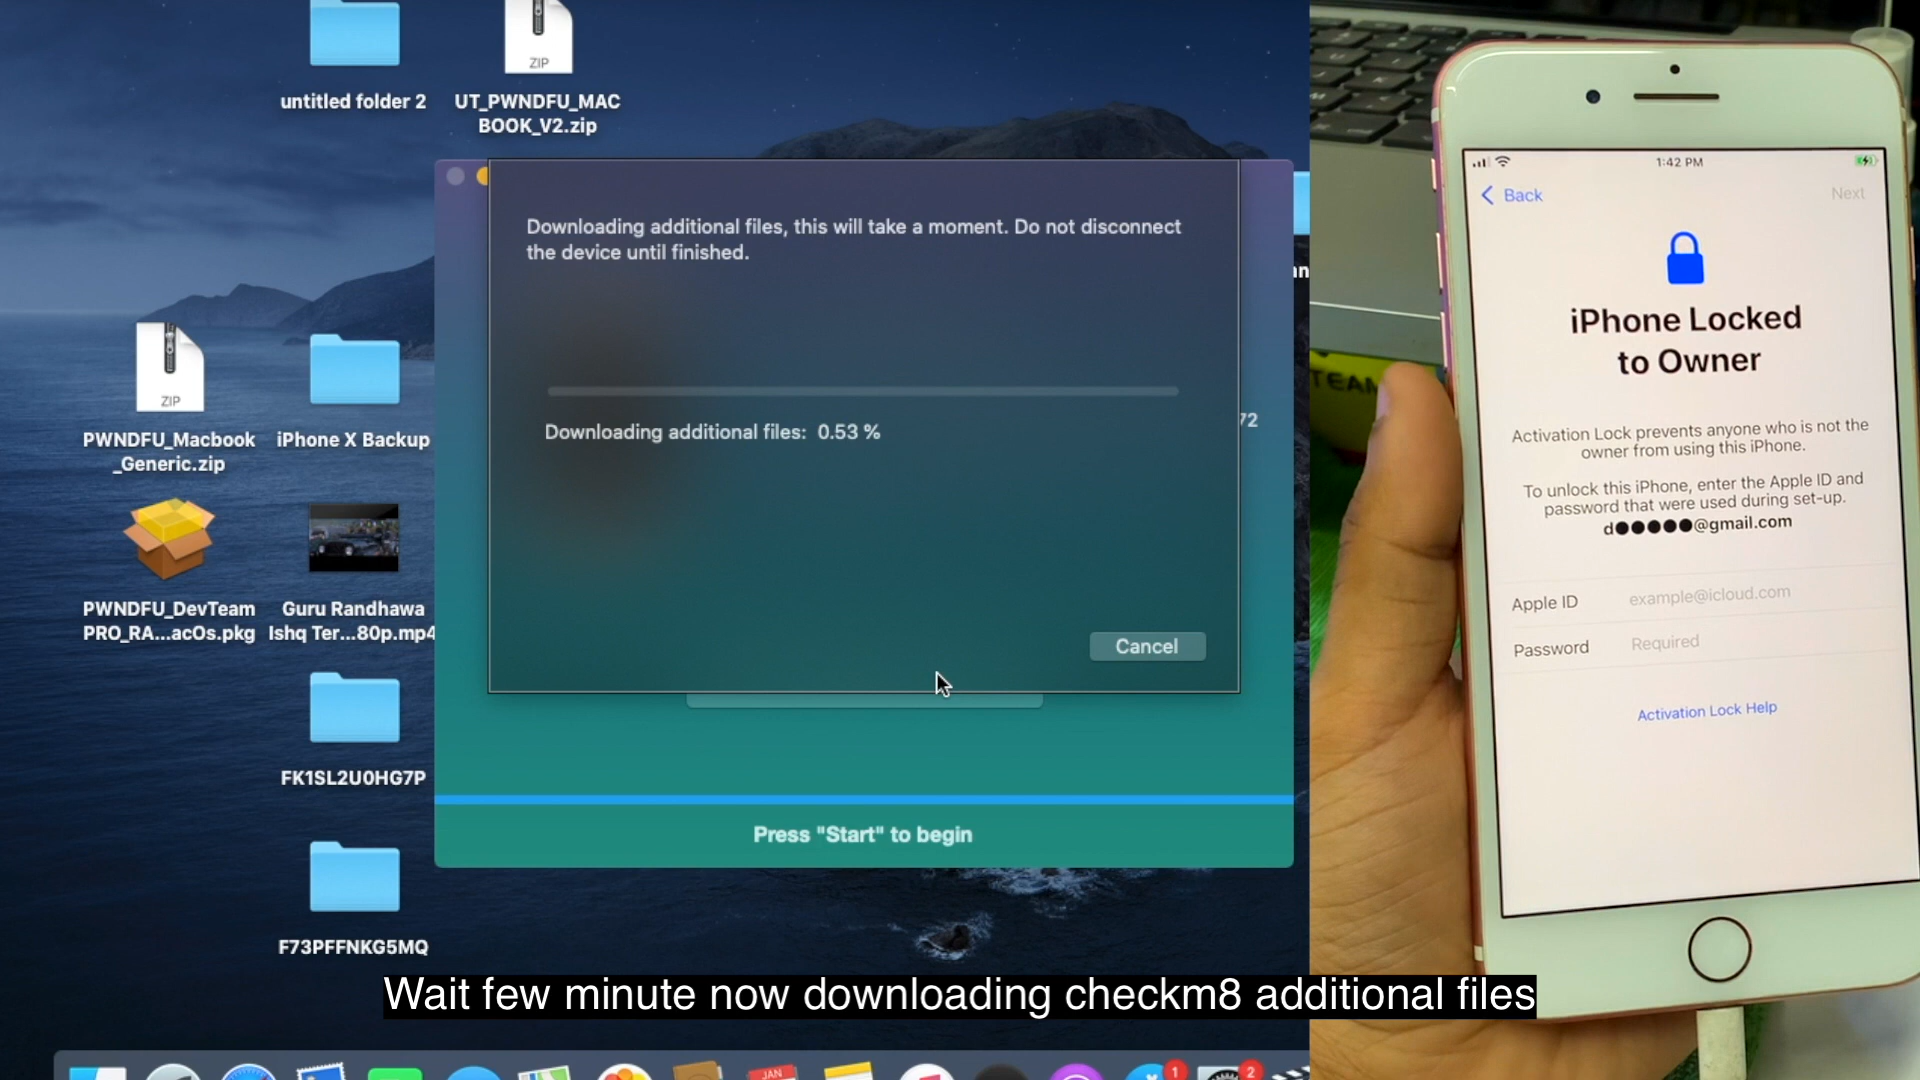 untitled folder 2
UT_PWNDFU_MAC
BOOK_V2.zip
ZIP
Downloading additional files, this will take a moment. Do not disconnect
the device until finished.
Downloading additional files: 0.53 %
Cancel
Press "Start" to begin
72
ZIP
PWNDFU_Macbook
_Generic.zip
iPhone X Backup
PWNDFU_DevTeam
PRO_RA...acOs.pkg
Guru Randhawa
Ishq Ter...80p.mp4
FK1SL2U0HG7P
F73PFFNKG5MQ
1:42 PM
Back
Next
iPhone Locked
to Owner
Activation Lock prevents anyone who is not the
owner from using this iPhone.
To unlock this iPhone, enter the Apple ID and
password that were used during set-up.
d●●●●●@gmail.com
Apple ID
example@icloud.com
Password
Required
Activation Lock Help
TEAM
Wait few minute now downloading checkm8 additional files
JAN
1
2